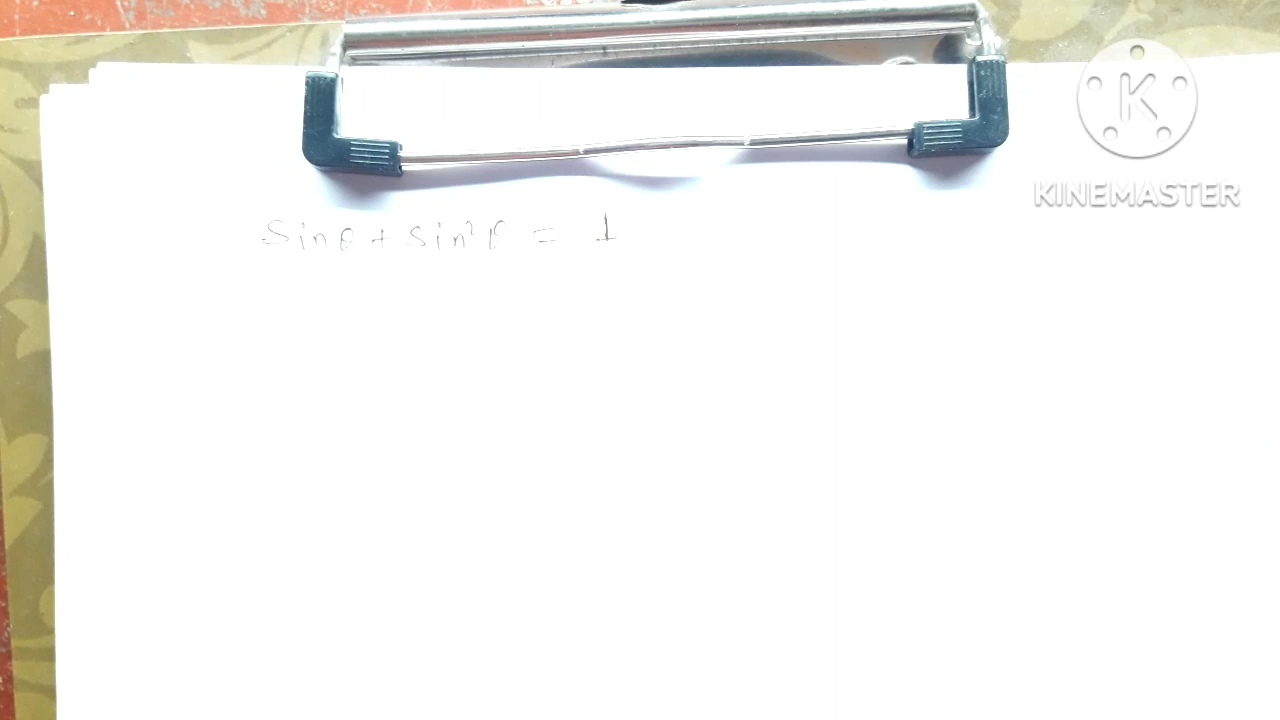 K
KINEMASTER
sinθ + sin²θ = 1